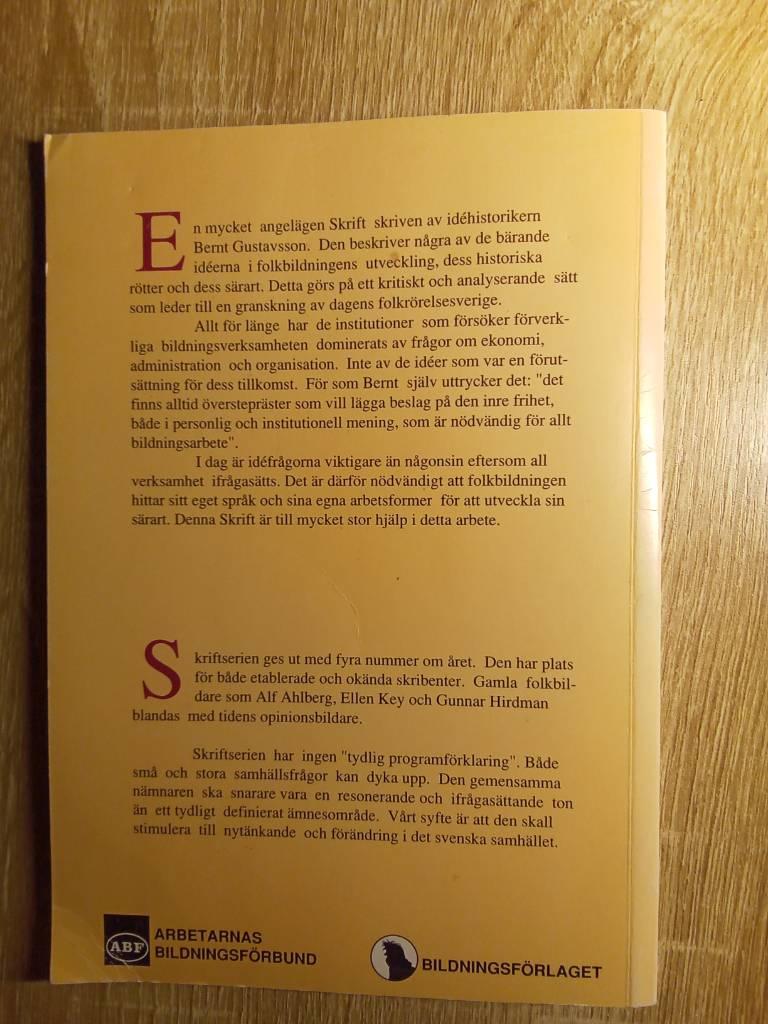 En mycket angelägen Skrift skriven av idéhistorikern
Bernt Gustavsson. Den beskriver några av de bärande
idéerna i folkbildningens utveckling, dess historiska
rötter och dess särart. Detta görs på ett kritiskt och analyserande sätt
som leder till en granskning av dagens folkrörelsesverige.
Allt för länge har de institutioner som försöker förverk-
liga bildningsverksamheten dominerats av frågor om ekonomi,
administration och organisation. Inte av de idéer som var en förut-
sättning för dess tillkomst. För som Bernt själv uttrycker det: "det
finns alltid överstepräster som vill lägga beslag på den inre frihet,
både i personlig och institutionell mening, som är nödvändig för allt
bildningsarbete".
I dag är idéfrågorna viktigare än någonsin eftersom all
verksamhet ifrågasätts. Det är därför nödvändigt att folkbildningen
hittar sitt eget språk och sina egna arbetsformer för att utveckla sin
särart. Denna Skrift är till mycket stor hjälp i detta arbete.
Skriftserien ges ut med fyra nummer om året. Den har plats
för både etablerade och okända skribenter. Gamla folkbil-
dare som Alf Ahlberg, Ellen Key och Gunnar Hirdman
blandas med tidens opinionsbildare.
Skriftserien har ingen "tydlig programförklaring". Både
små och stora samhällsfrågor kan dyka upp. Den gemensamma
nämnaren ska snarare vara en resonerande och ifrågasättande ton
än ett tydligt definierat ämnesområde. Vårt syfte är att den skall
stimulera till nytänkande och förändring i det svenska samhället.
ABF ARBETARNAS
BILDNINGSFÖRBUND
BILDNINGSFÖRLAGET